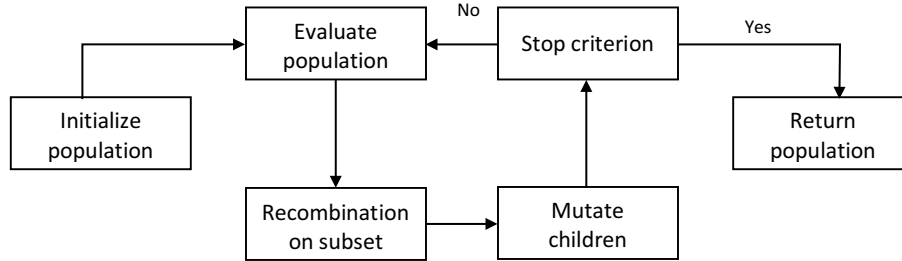 No
Evaluate
population
Stop criterion
Yes
Initialize
population
Return
population
Recombination
on subset
Mutate
children